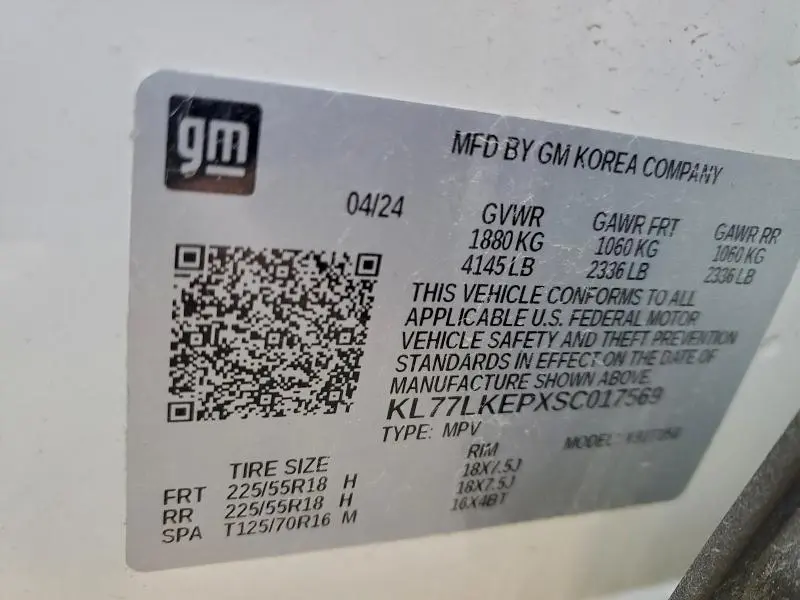 gm
MFD BY GM KOREA COMPANY
04/24
GVWR GAWR FRT GAWR RR
1880 KG 1060 KG 1060 KG
4145 LB 2336 LB 2336 LB
THIS VEHICLE CONFORMS TO ALL
APPLICABLE U.S. FEDERAL MOTOR
VEHICLE SAFETY AND THEFT PREVENTION
STANDARDS IN EFFECT ON THE DATE OF
MANUFACTURE SHOWN ABOVE.
KL77LKEPXSC017569
TYPE: MPV MODEL:
TIRE SIZE RIM
FRT 225/55R18 H 18X7.5J
RR 225/55R18 H 18X7.5J
SPA T125/70R16 M 16X4BT